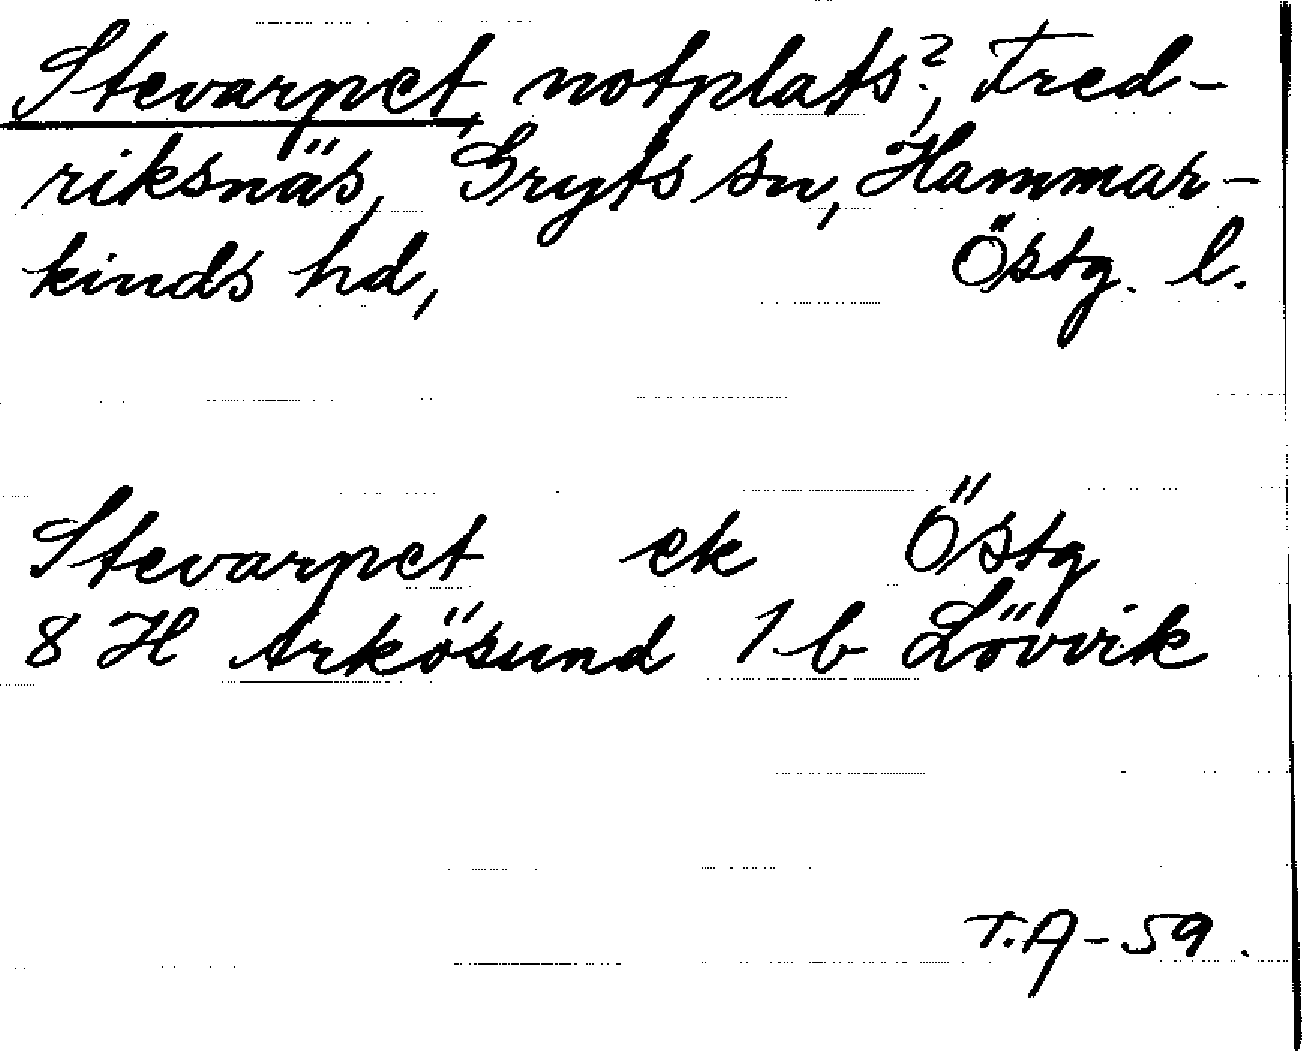 Stevarpet, notplats?, Fred-
riksnäs, Gryts sn, Hammar-
kinds hd, Östg. l.
Stevarpet ek Östg
8 H Arkösund 1 b Lövvik
T.A-59.